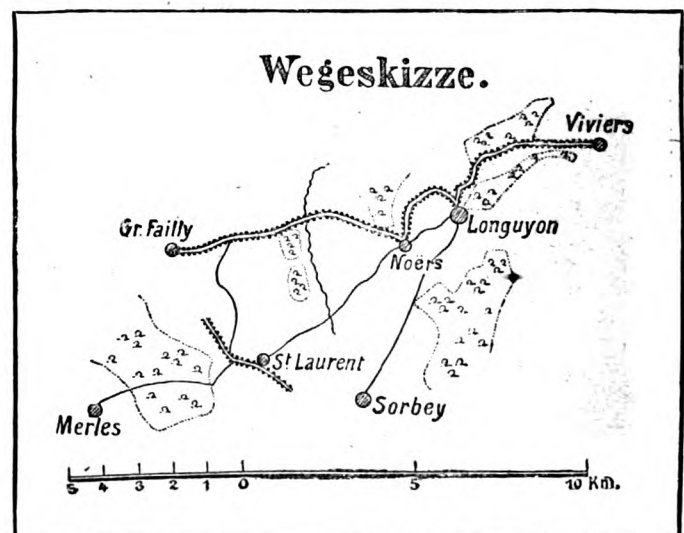 Wegeskizze.
Viviers
Longuyon
Gr. Failly
Noërs
St. Laurent
Sorbey
Merles
5 4 3 2 1 0 5 10 Km.